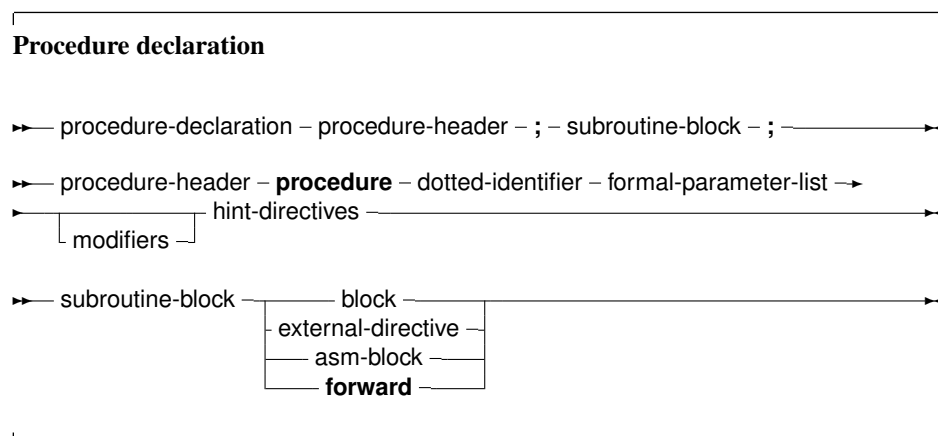 Procedure declaration
procedure-declaration procedure-header ; subroutine-block ;
procedure-header procedure dotted-identifier formal-parameter-list
hint-directives
modifiers
subroutine-block block
external-directive
asm-block
forward